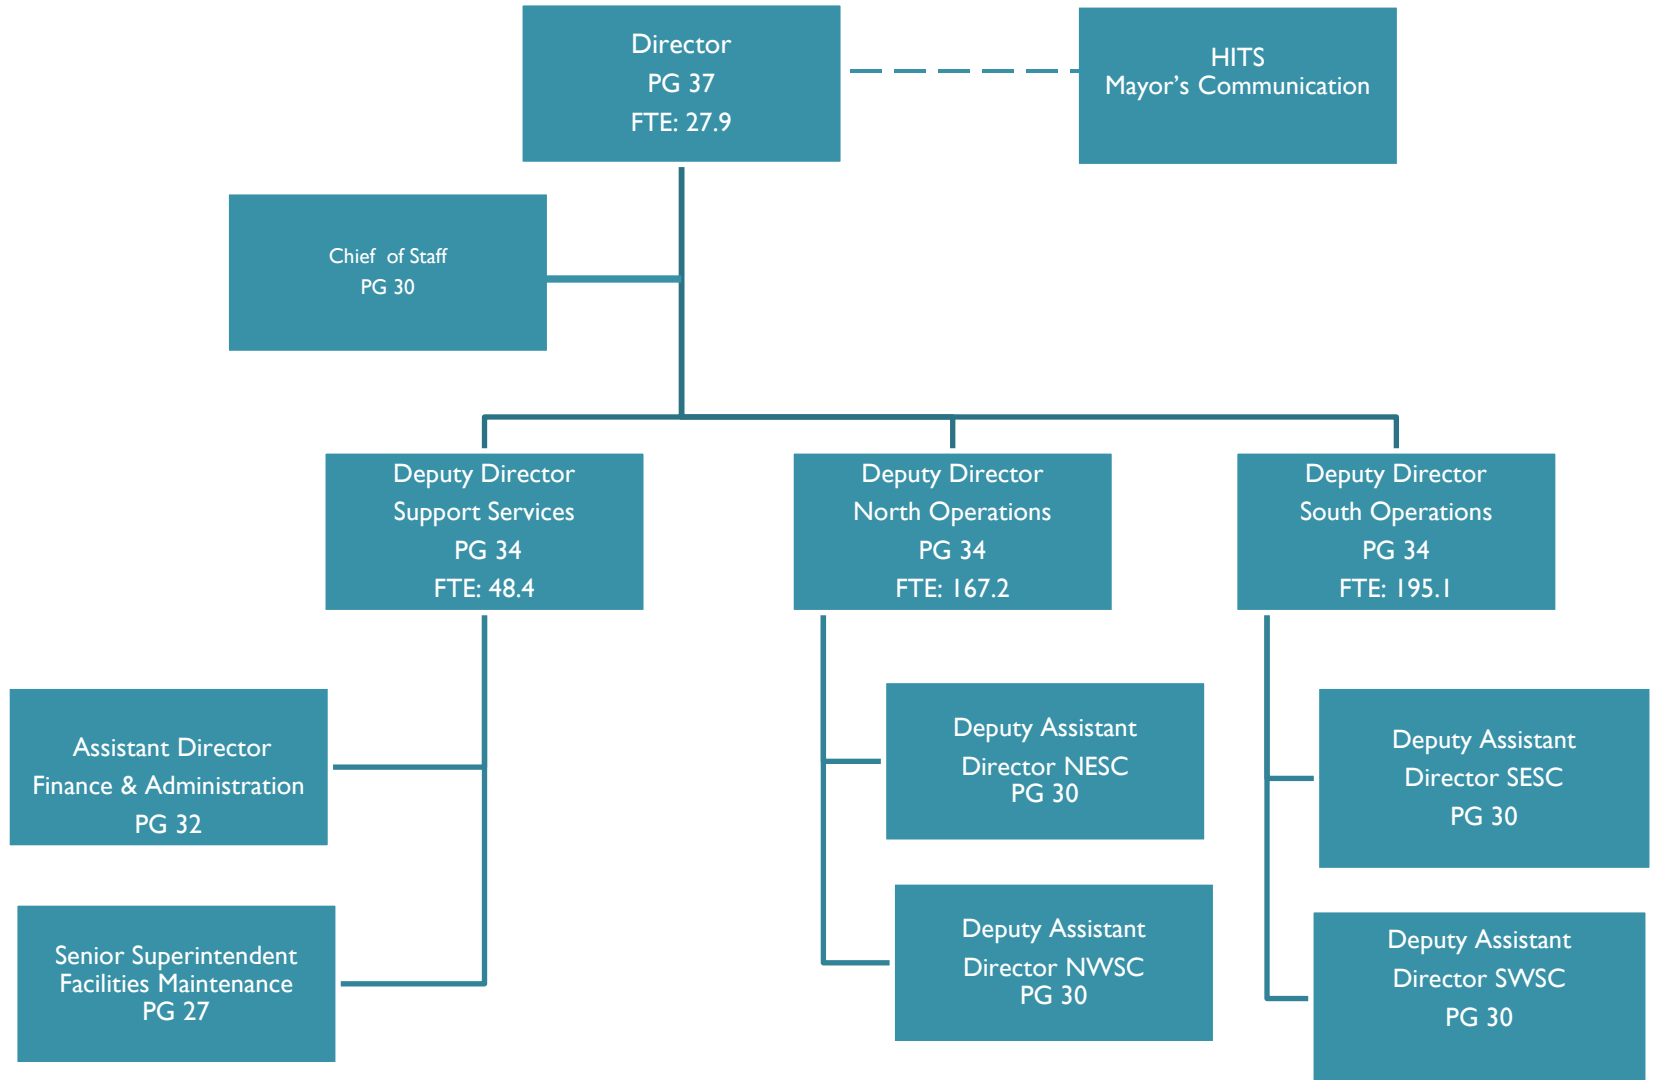 Director
PG 37
FTE: 27.9
HITS
Mayor's Communication
Chief of Staff
PG 30
Deputy Director
Support Services
PG 34
FTE: 48.4
Deputy Director
North Operations
PG 34
FTE: 167.2
Deputy Director
South Operations
PG 34
FTE: 195.1
Assistant Director
Finance & Administration
PG 32
Deputy Assistant
Director NESC
PG 30
Deputy Assistant
Director SESC
PG 30
Senior Superintendent
Facilities Maintenance
PG 27
Deputy Assistant
Director NWSC
PG 30
Deputy Assistant
Director SWSC
PG 30